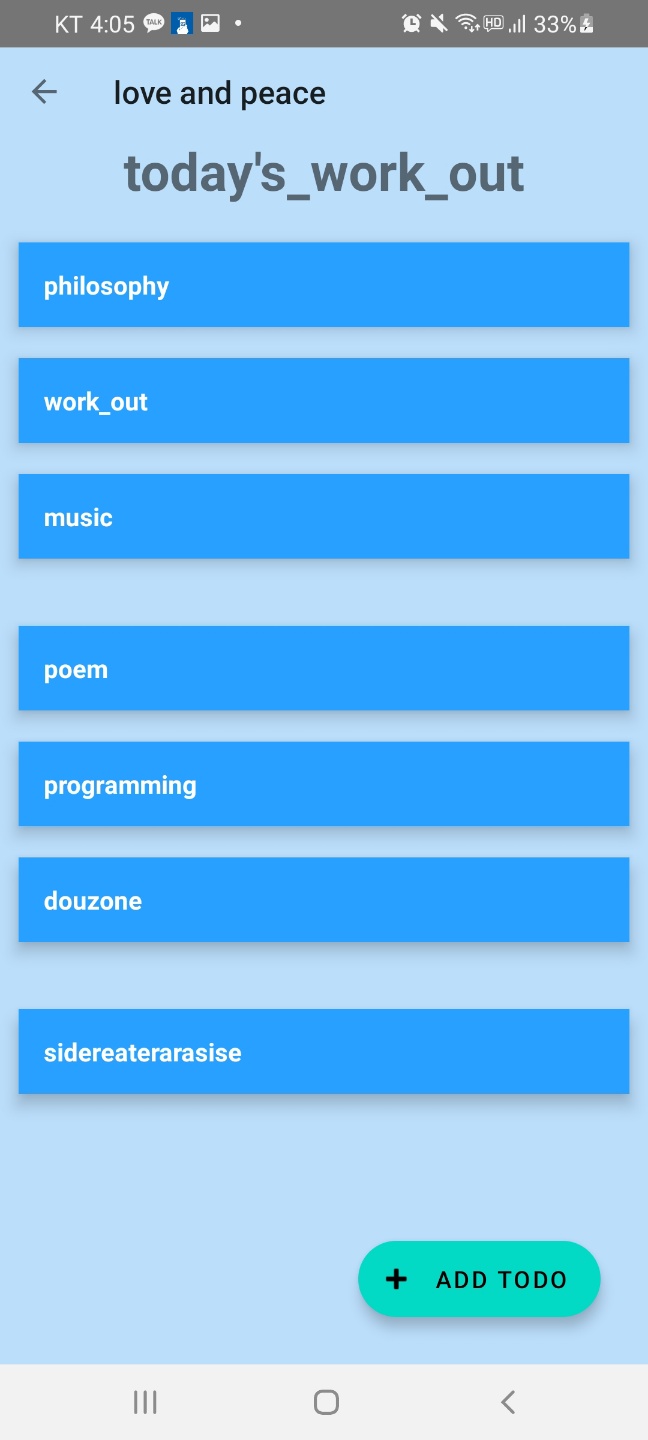 KT 4:05 TALK HD 33%
love and peace
today's_work_out
philosophy
work_out
music
poem
programming
douzone
sidereaterarasise
+ ADD TODO